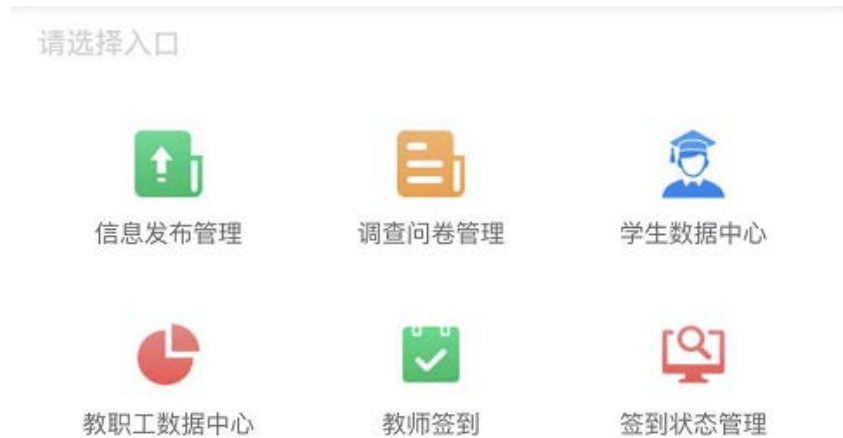 请选择入口
信息发布管理
调查问卷管理
学生数据中心
教职工数据中心
教师签到
签到状态管理